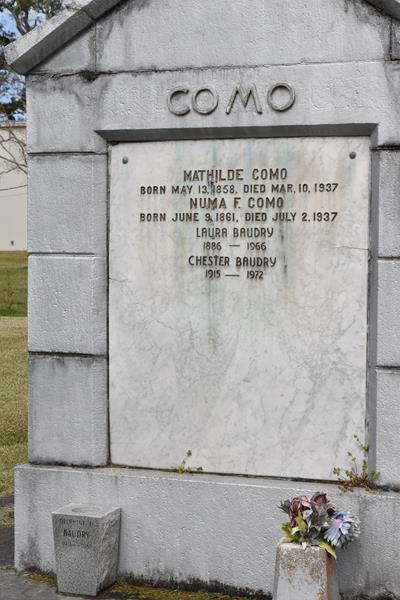 COMO
MATHILDE COMO
BORN MAY 13, 1858, DIED MAR, 10, 1937
NUMA F. COMO
BORN JUNE 9, 1861, DIED JULY 2, 1937
LAURA BAUDRY
1886 — 1966
CHESTER BAUDRY
1915 — 1972
BAUDRY